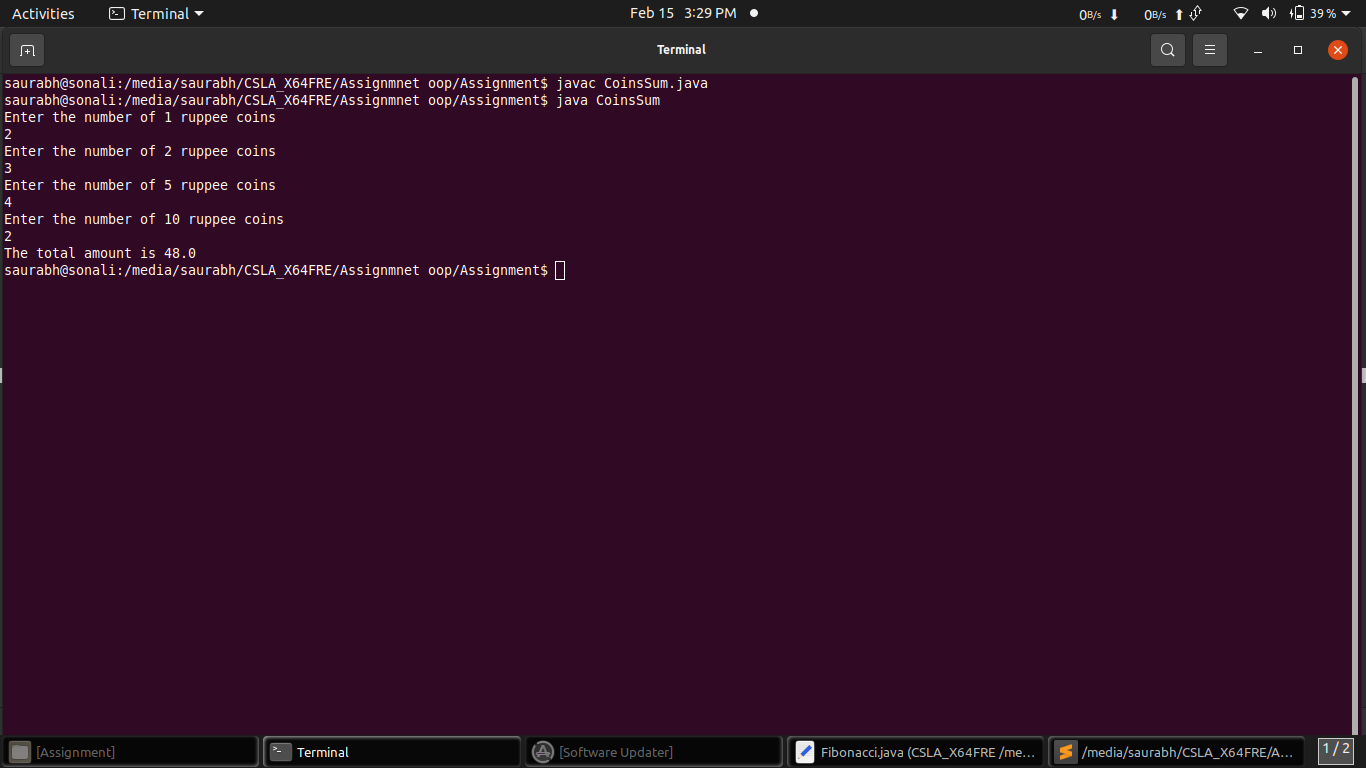 Activities Terminal Feb 15 3:29 PM 0B/s 0B/s 39 %
Terminal
saurabh@sonali:/media/saurabh/CSLA_X64FRE/Assignmnet oop/Assignment$ javac CoinsSum.java
saurabh@sonali:/media/saurabh/CSLA_X64FRE/Assignmnet oop/Assignment$ java CoinsSum
Enter the number of 1 ruppee coins
2
Enter the number of 2 ruppee coins
3
Enter the number of 5 ruppee coins
4
Enter the number of 10 ruppee coins
2
The total amount is 48.0
saurabh@sonali:/media/saurabh/CSLA_X64FRE/Assignmnet oop/Assignment$
[Assignment] Terminal [Software Updater] Fibonacci.java (CSLA_X64FRE /me... /media/saurabh/CSLA_X64FRE/A... 1 / 2